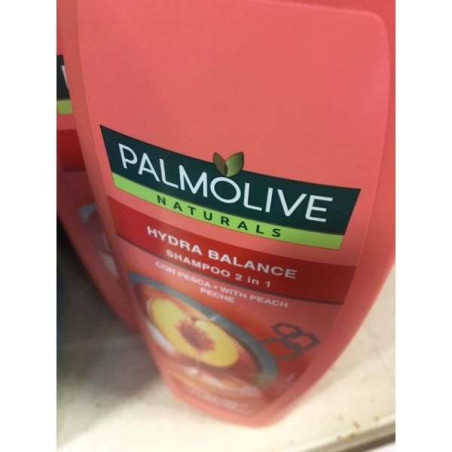 PALMOLIVE
NATURALS
HYDRA BALANCE
SHAMPOO 2 in 1
CON PESCA • WITH PEACH
PECHE